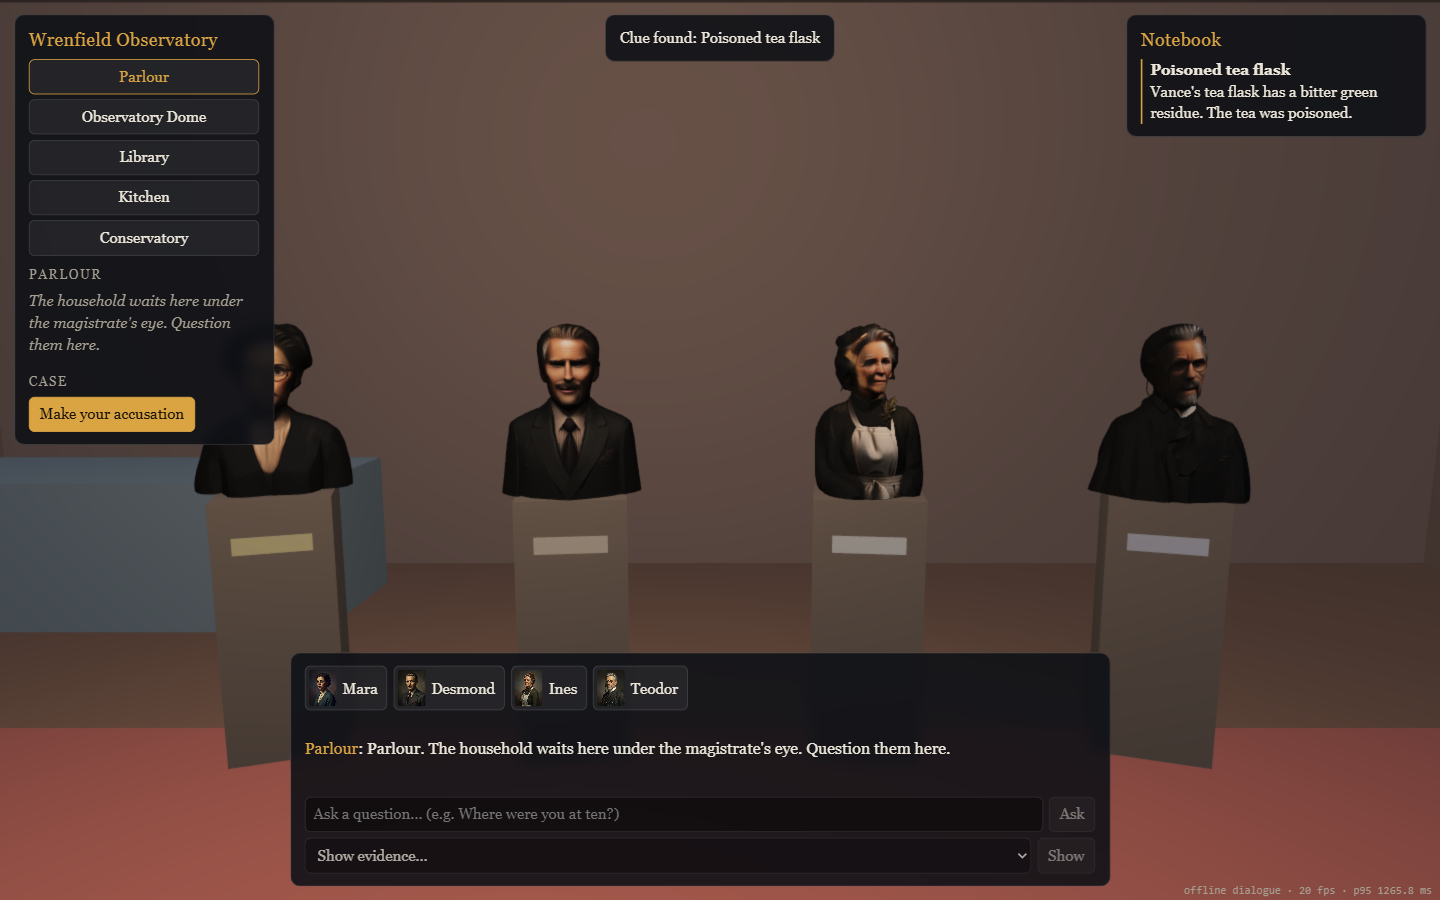 Wrenfield Observatory
Parlour
Observatory Dome
Library
Kitchen
Conservatory
PARLOUR
The household waits here under
the magistrate's eye. Question
them here.
CASE
Make your accusation
Clue found: Poisoned tea flask
Notebook
Poisoned tea flask
Vance's tea flask has a bitter green
residue. The tea was poisoned.
Mara
Desmond
Ines
Teodor
Parlour: Parlour. The household waits here under the magistrate's eye. Question them here.
Ask a question... (e.g. Where were you at ten?)
Ask
Show evidence...
Show
offline dialogue · 20 fps · p95 1265.8 ms